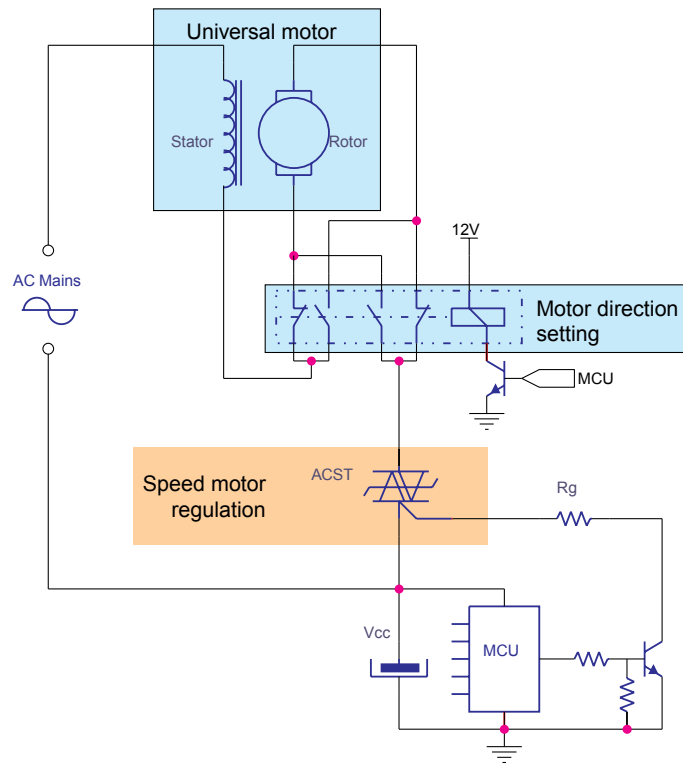 Universal motor
Stator
Rotor
12V
AC Mains
Motor direction
setting
MCU
ACST
Speed motor
regulation
Rg
Vcc
MCU